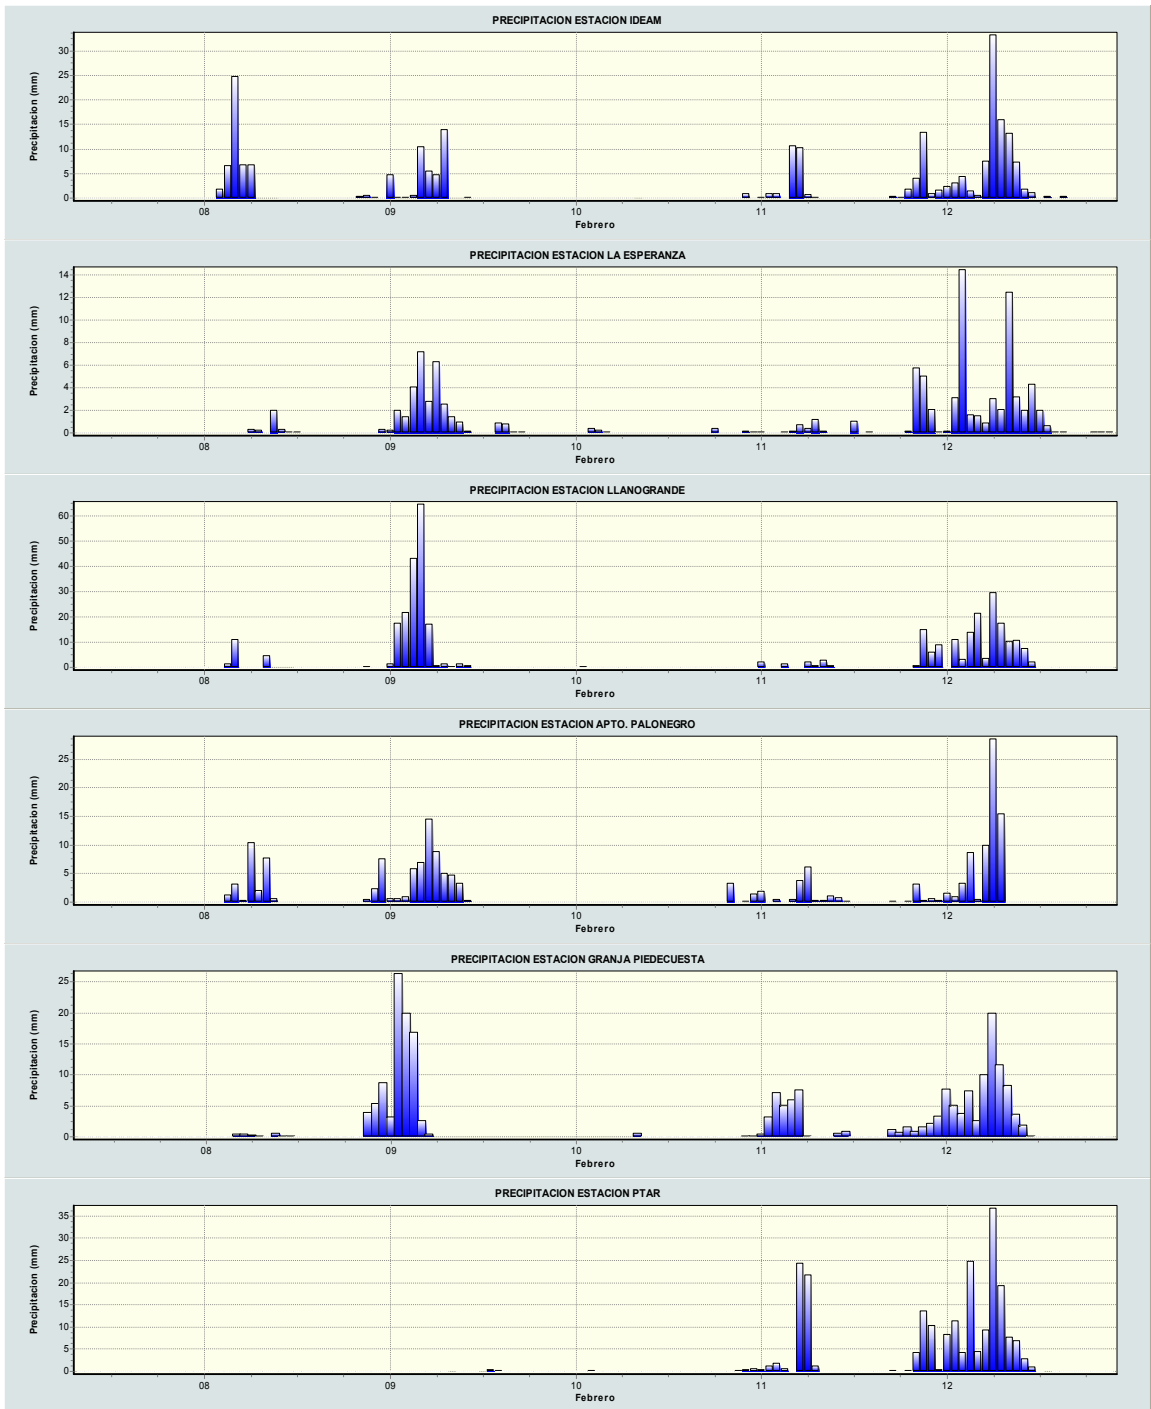 PRECIPITACION ESTACION IDEAM
Precipitacion (mm)
30
25
20
15
10
5
0
08 09 10 11 12
Febrero
PRECIPITACION ESTACION LA ESPERANZA
Precipitacion (mm)
14
12
10
8
6
4
2
0
08 09 10 11 12
Febrero
PRECIPITACION ESTACION LLANOGRANDE
Precipitacion (mm)
60
50
40
30
20
10
0
08 09 10 11 12
Febrero
PRECIPITACION ESTACION APTO. PALONEGRO
Precipitacion (mm)
25
20
15
10
5
0
08 09 10 11 12
Febrero
PRECIPITACION ESTACION GRANJA PIEDECUESTA
Precipitacion (mm)
25
20
15
10
5
0
08 09 10 11 12
Febrero
PRECIPITACION ESTACION PTAR
Precipitacion (mm)
35
30
25
20
15
10
5
0
08 09 10 11 12
Febrero